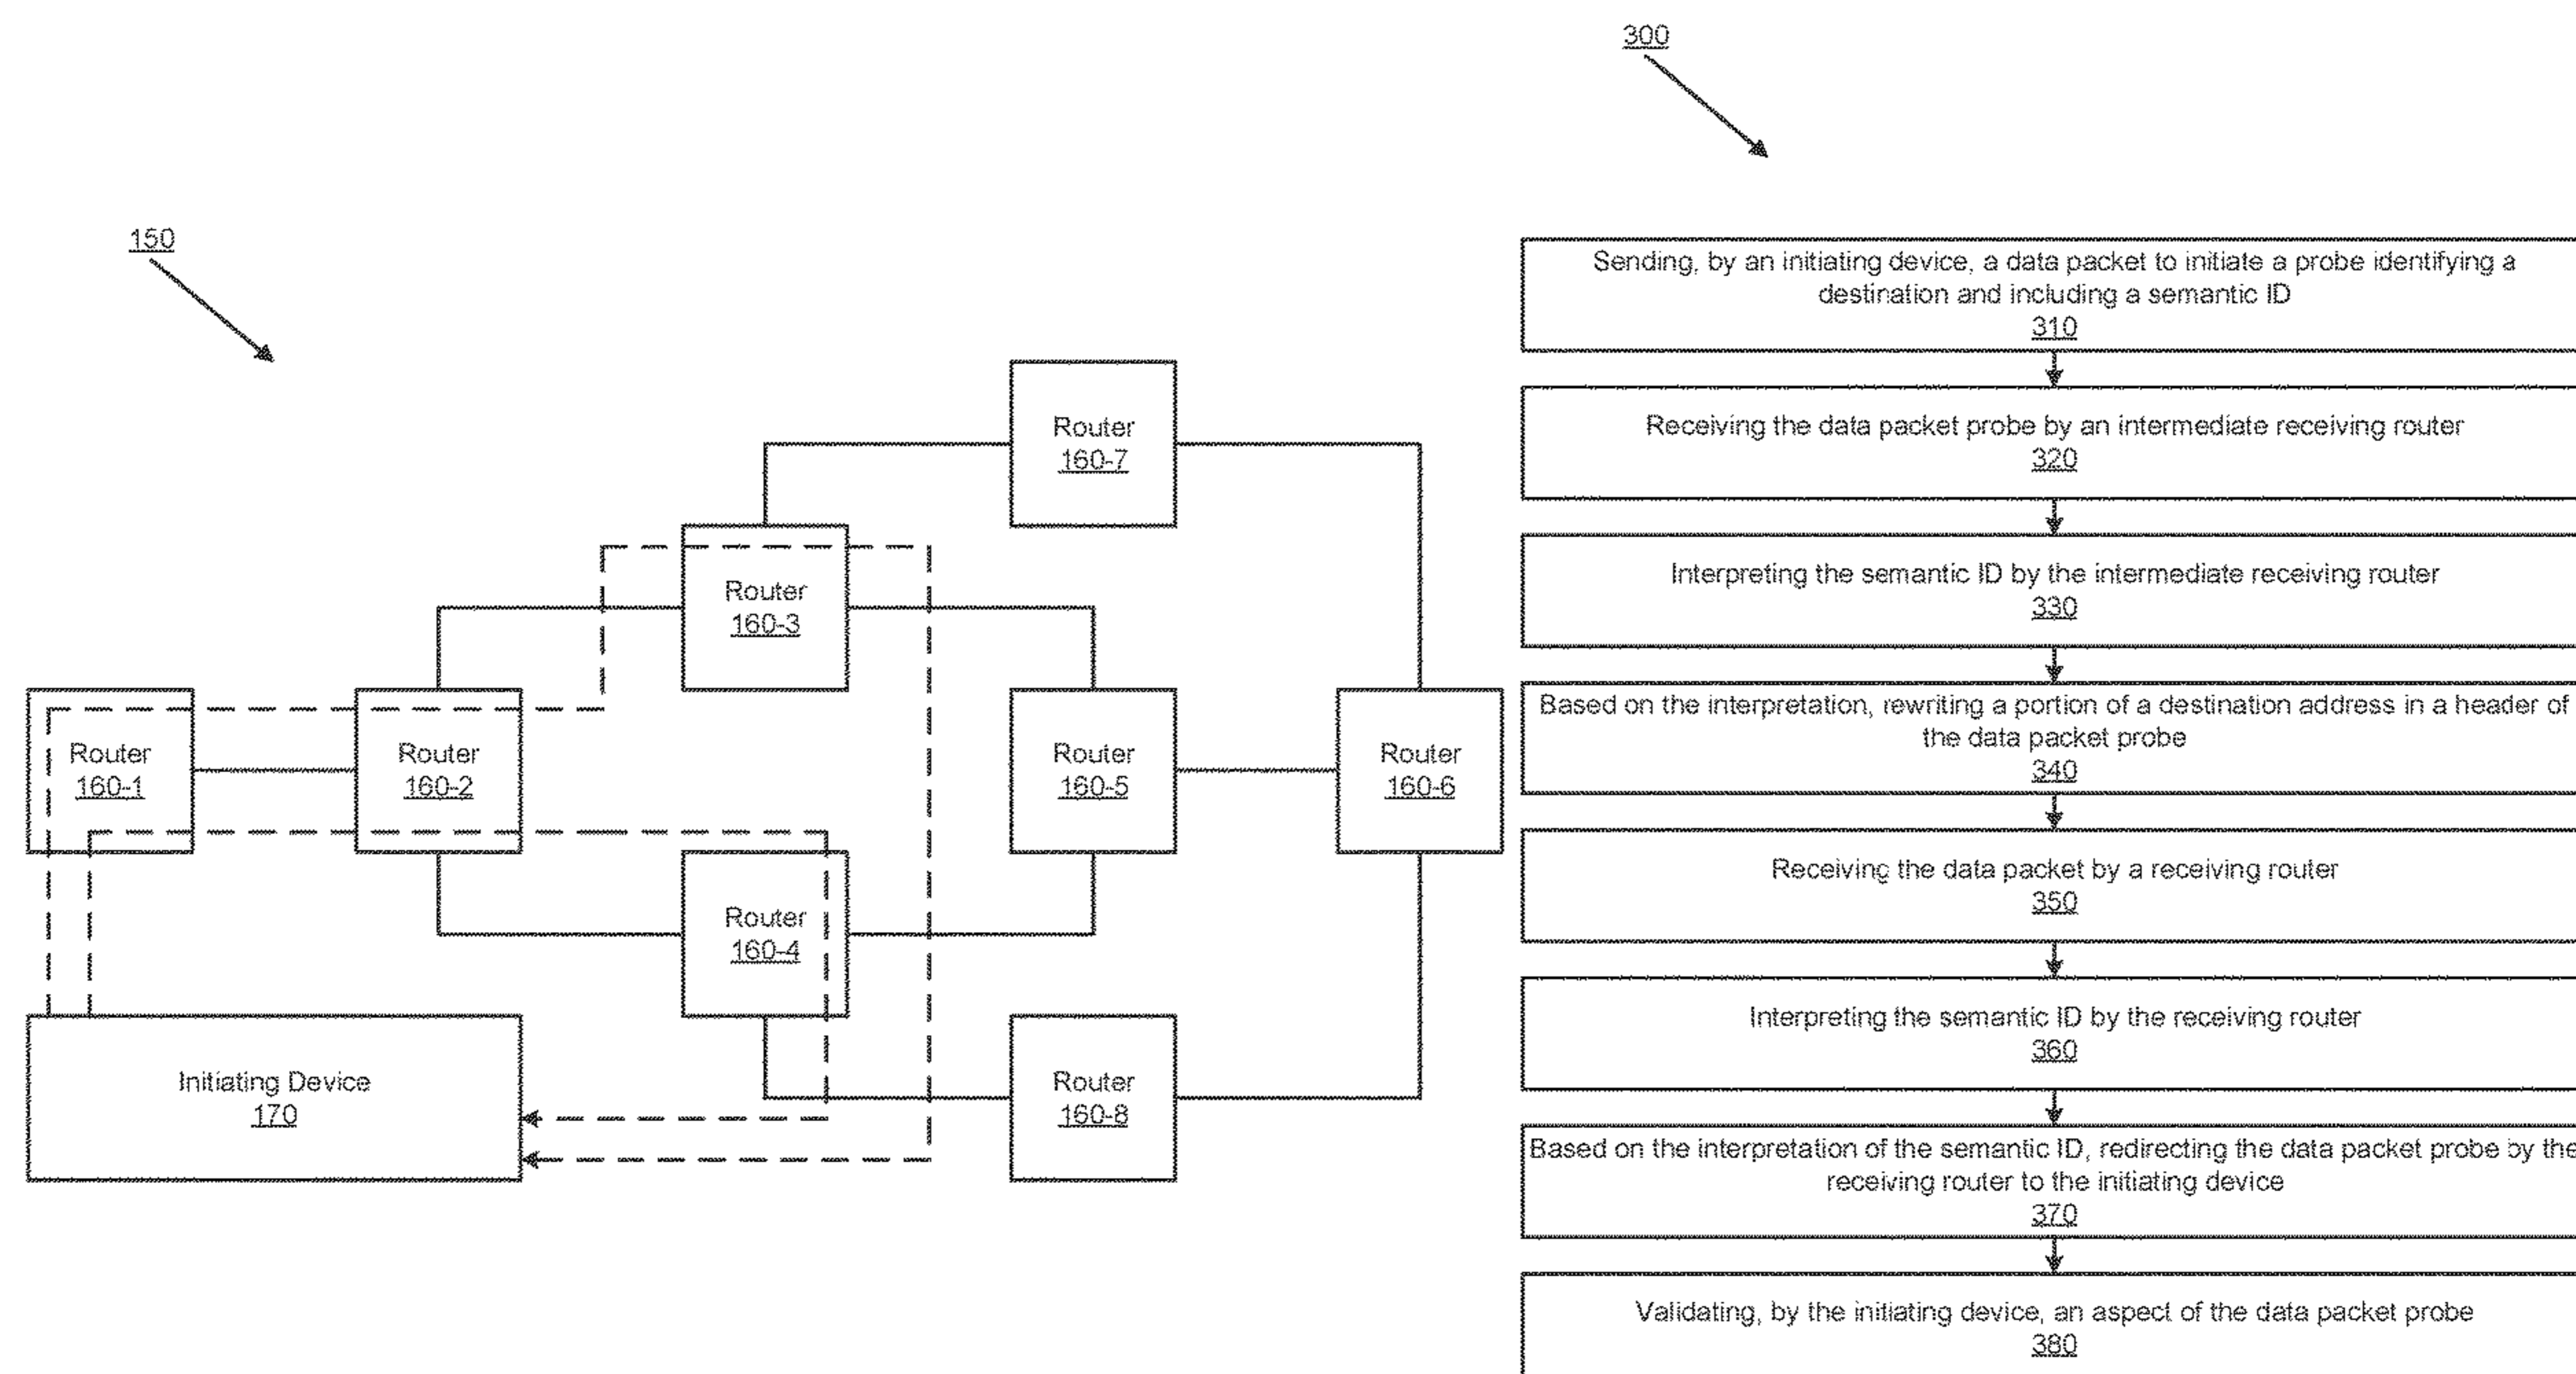 150
Router
160-7
Router
160-3
Router
160-1
Router
160-2
Router
160-5
Router
160-6
Router
160-4
Initiating Device
170
Router
160-8
300
Sending, by an initiating device, a data packet to initiate a probe identifying a
destination and including a semantic ID
310
Receiving the data packet probe by an intermediate receiving router
320
Interpreting the semantic ID by the intermediate receiving router
330
Based on the interpretation, rewriting a portion of a destination address in a header of
the data packet probe
340
Receiving the data packet by a receiving router
350
Interpreting the semantic ID by the receiving router
360
Based on the interpretation of the semantic ID, redirecting the data packet probe by the
receiving router to the initiating device
370
Validating, by the initiating device, an aspect of the data packet probe
380